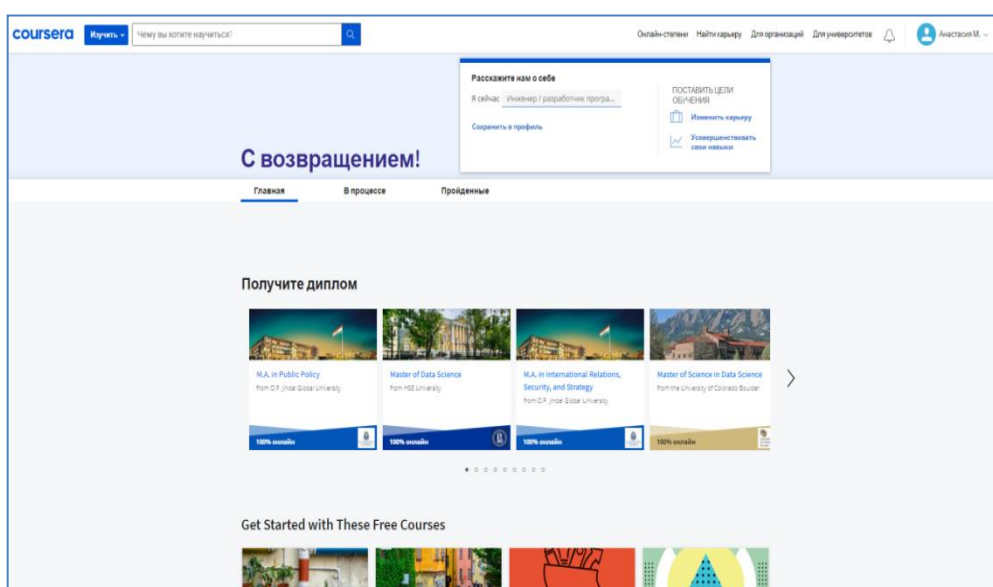 coursera
Изучить
Чему вы хотите научиться?
Онлайн-степени Найти карьеру Для организаций Для университетов
Анастасия М.
Расскажите нам о себе
Я сейчас Инженер / разработчик програ...
Сохранить в профиль
ПОСТАВИТЬ ЦЕЛИ
ОБУЧЕНИЯ
Изменить карьеру
Усовершенствовать
свои навыки
С возвращением!
Главная В процессе Пройденные
Получите диплом
M.A. in Public Policy
from O.P. Jindal Global University
100% онлайн
Master of Data Science
from HSE University
100% онлайн
M.A. in International Relations,
Security, and Strategy
from O.P. Jindal Global University
100% онлайн
Master of Science in Data Science
from the University of Colorado Boulder
100% онлайн
Get Started with These Free Courses